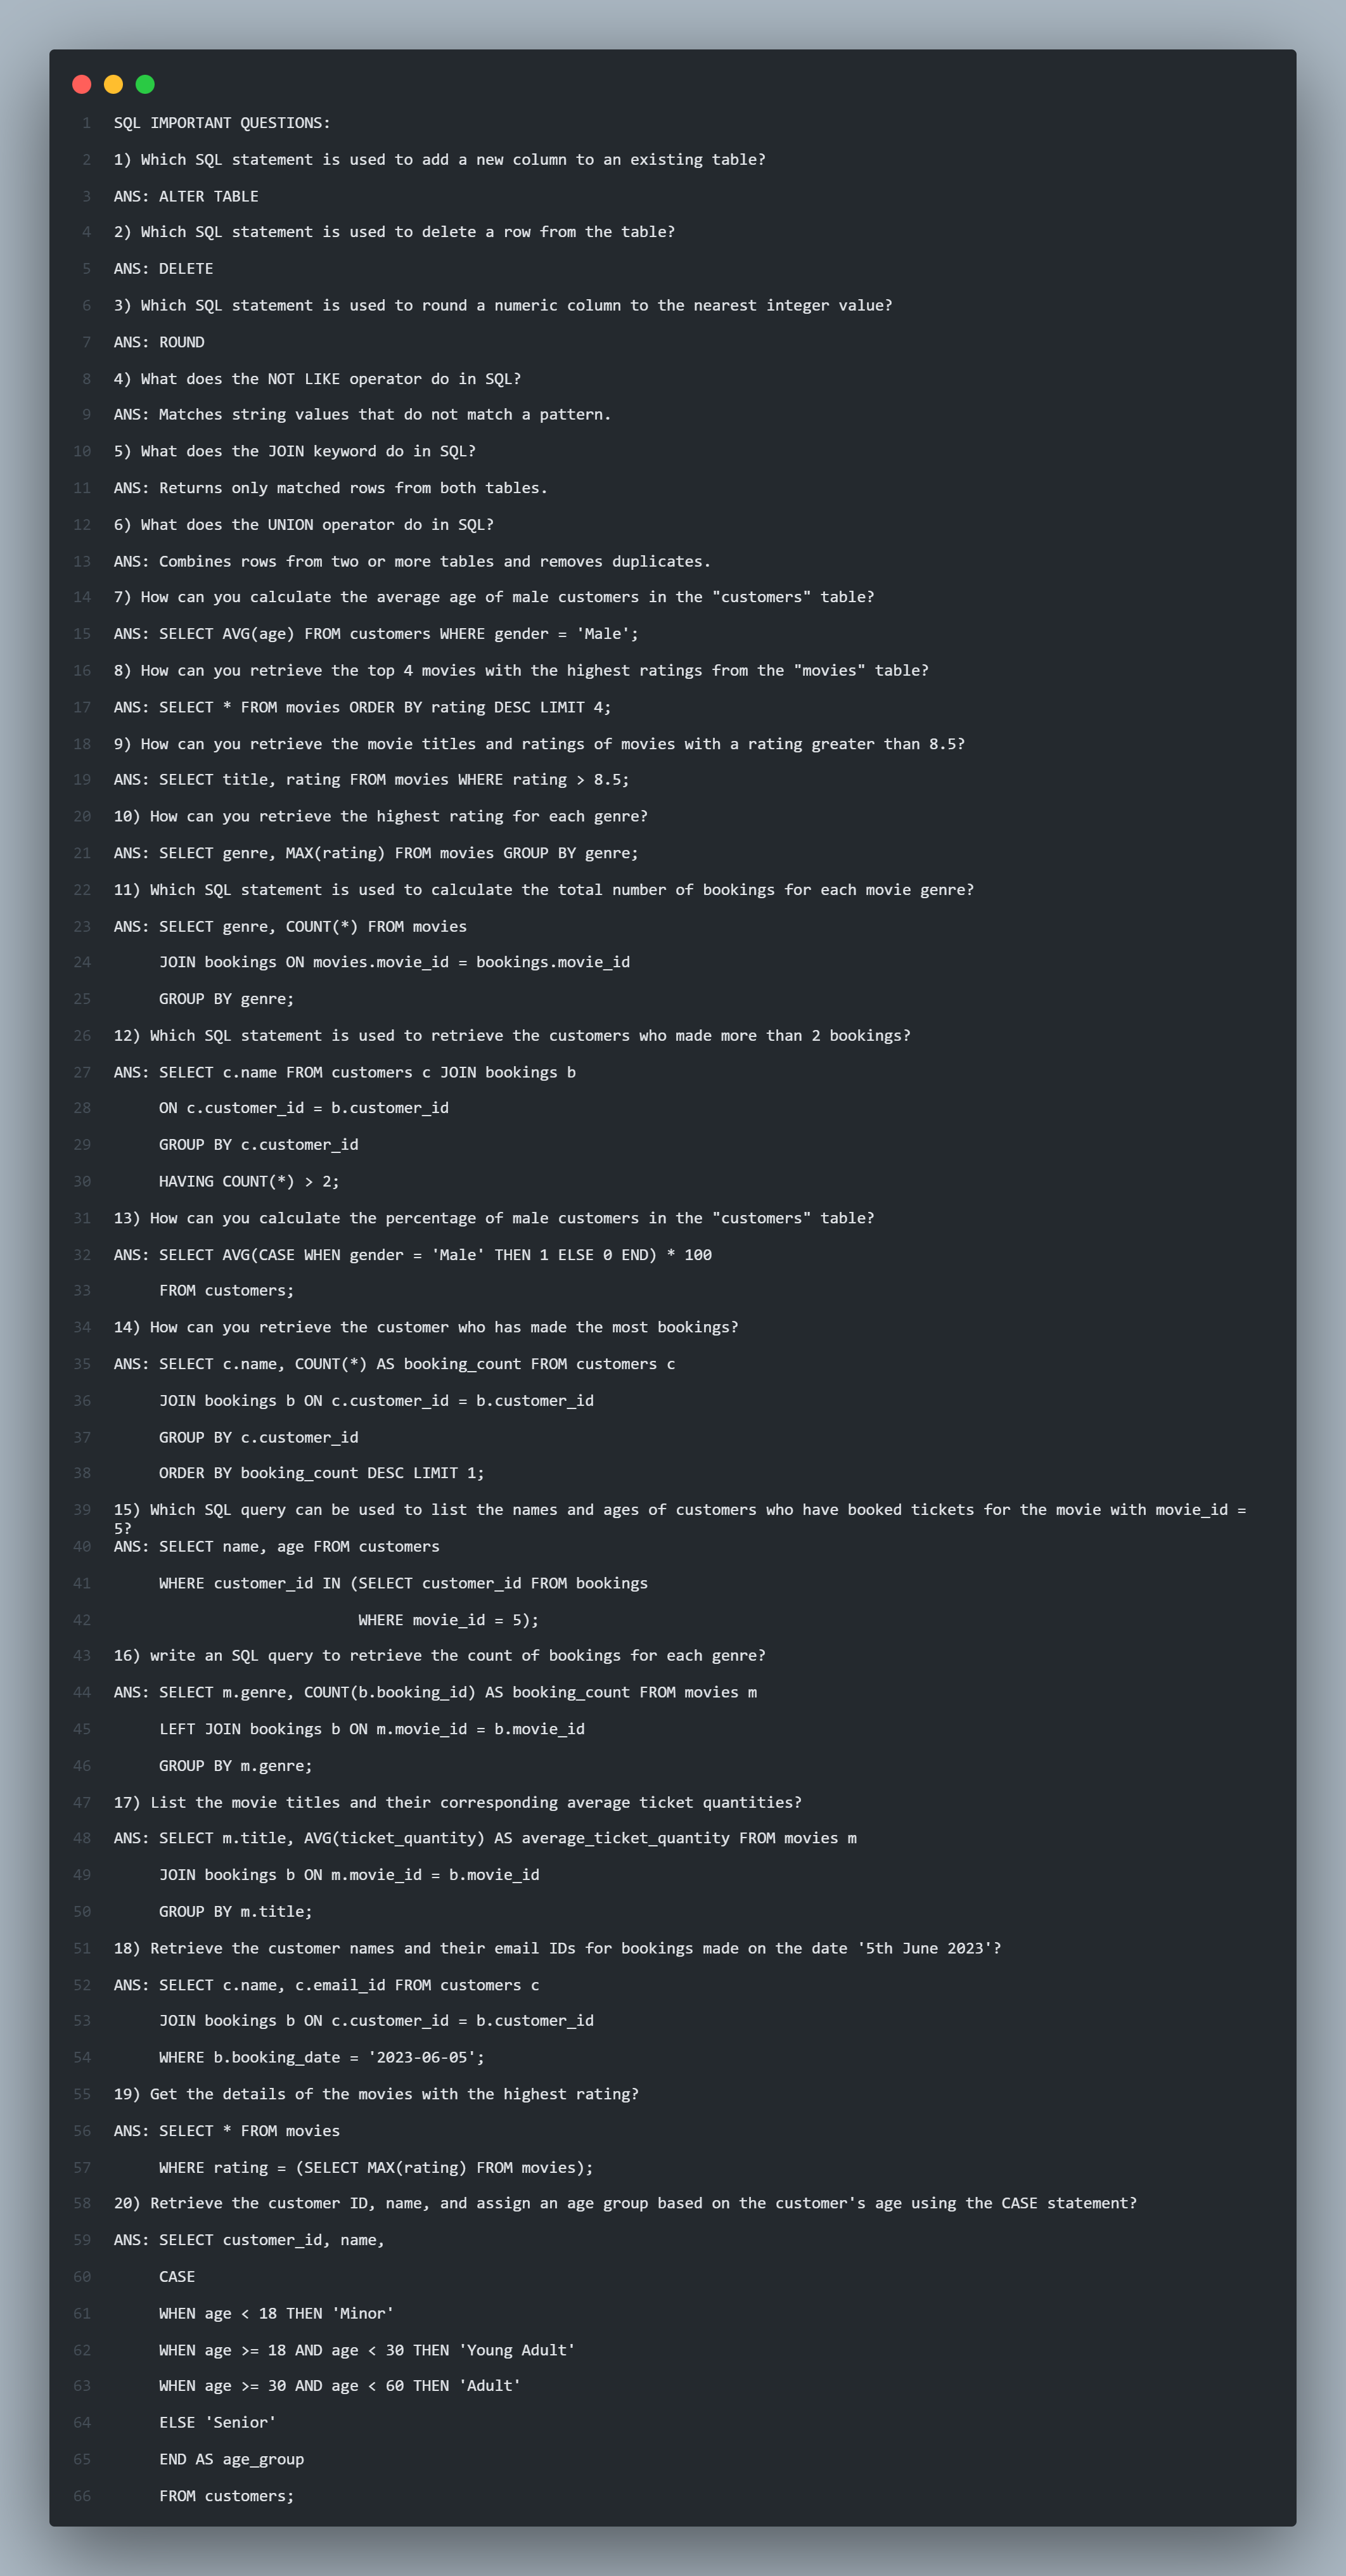 1 SQL IMPORTANT QUESTIONS:
2 1) Which SQL statement is used to add a new column to an existing table?
3 ANS: ALTER TABLE
4 2) Which SQL statement is used to delete a row from the table?
5 ANS: DELETE
6 3) Which SQL statement is used to round a numeric column to the nearest integer value?
7 ANS: ROUND
8 4) What does the NOT LIKE operator do in SQL?
9 ANS: Matches string values that do not match a pattern.
10 5) What does the JOIN keyword do in SQL?
11 ANS: Returns only matched rows from both tables.
12 6) What does the UNION operator do in SQL?
13 ANS: Combines rows from two or more tables and removes duplicates.
14 7) How can you calculate the average age of male customers in the "customers" table?
15 ANS: SELECT AVG(age) FROM customers WHERE gender = 'Male';
16 8) How can you retrieve the top 4 movies with the highest ratings from the "movies" table?
17 ANS: SELECT * FROM movies ORDER BY rating DESC LIMIT 4;
18 9) How can you retrieve the movie titles and ratings of movies with a rating greater than 8.5?
19 ANS: SELECT title, rating FROM movies WHERE rating > 8.5;
20 10) How can you retrieve the highest rating for each genre?
21 ANS: SELECT genre, MAX(rating) FROM movies GROUP BY genre;
22 11) Which SQL statement is used to calculate the total number of bookings for each movie genre?
23 ANS: SELECT genre, COUNT(*) FROM movies
24 JOIN bookings ON movies.movie_id = bookings.movie_id
25 GROUP BY genre;
26 12) Which SQL statement is used to retrieve the customers who made more than 2 bookings?
27 ANS: SELECT c.name FROM customers c JOIN bookings b
28 ON c.customer_id = b.customer_id
29 GROUP BY c.customer_id
30 HAVING COUNT(*) > 2;
31 13) How can you calculate the percentage of male customers in the "customers" table?
32 ANS: SELECT AVG(CASE WHEN gender = 'Male' THEN 1 ELSE 0 END) * 100
33 FROM customers;
34 14) How can you retrieve the customer who has made the most bookings?
35 ANS: SELECT c.name, COUNT(*) AS booking_count FROM customers c
36 JOIN bookings b ON c.customer_id = b.customer_id
37 GROUP BY c.customer_id
38 ORDER BY booking_count DESC LIMIT 1;
39 15) Which SQL query can be used to list the names and ages of customers who have booked tickets for the movie with movie_id =
5?
40 ANS: SELECT name, age FROM customers
41 WHERE customer_id IN (SELECT customer_id FROM bookings
42 WHERE movie_id = 5);
43 16) write an SQL query to retrieve the count of bookings for each genre?
44 ANS: SELECT m.genre, COUNT(b.booking_id) AS booking_count FROM movies m
45 LEFT JOIN bookings b ON m.movie_id = b.movie_id
46 GROUP BY m.genre;
47 17) List the movie titles and their corresponding average ticket quantities?
48 ANS: SELECT m.title, AVG(ticket_quantity) AS average_ticket_quantity FROM movies m
49 JOIN bookings b ON m.movie_id = b.movie_id
50 GROUP BY m.title;
51 18) Retrieve the customer names and their email IDs for bookings made on the date '5th June 2023'?
52 ANS: SELECT c.name, c.email_id FROM customers c
53 JOIN bookings b ON c.customer_id = b.customer_id
54 WHERE b.booking_date = '2023-06-05';
55 19) Get the details of the movies with the highest rating?
56 ANS: SELECT * FROM movies
57 WHERE rating = (SELECT MAX(rating) FROM movies);
58 20) Retrieve the customer ID, name, and assign an age group based on the customer's age using the CASE statement?
59 ANS: SELECT customer_id, name,
60 CASE
61 WHEN age < 18 THEN 'Minor'
62 WHEN age >= 18 AND age < 30 THEN 'Young Adult'
63 WHEN age >= 30 AND age < 60 THEN 'Adult'
64 ELSE 'Senior'
65 END AS age_group
66 FROM customers;